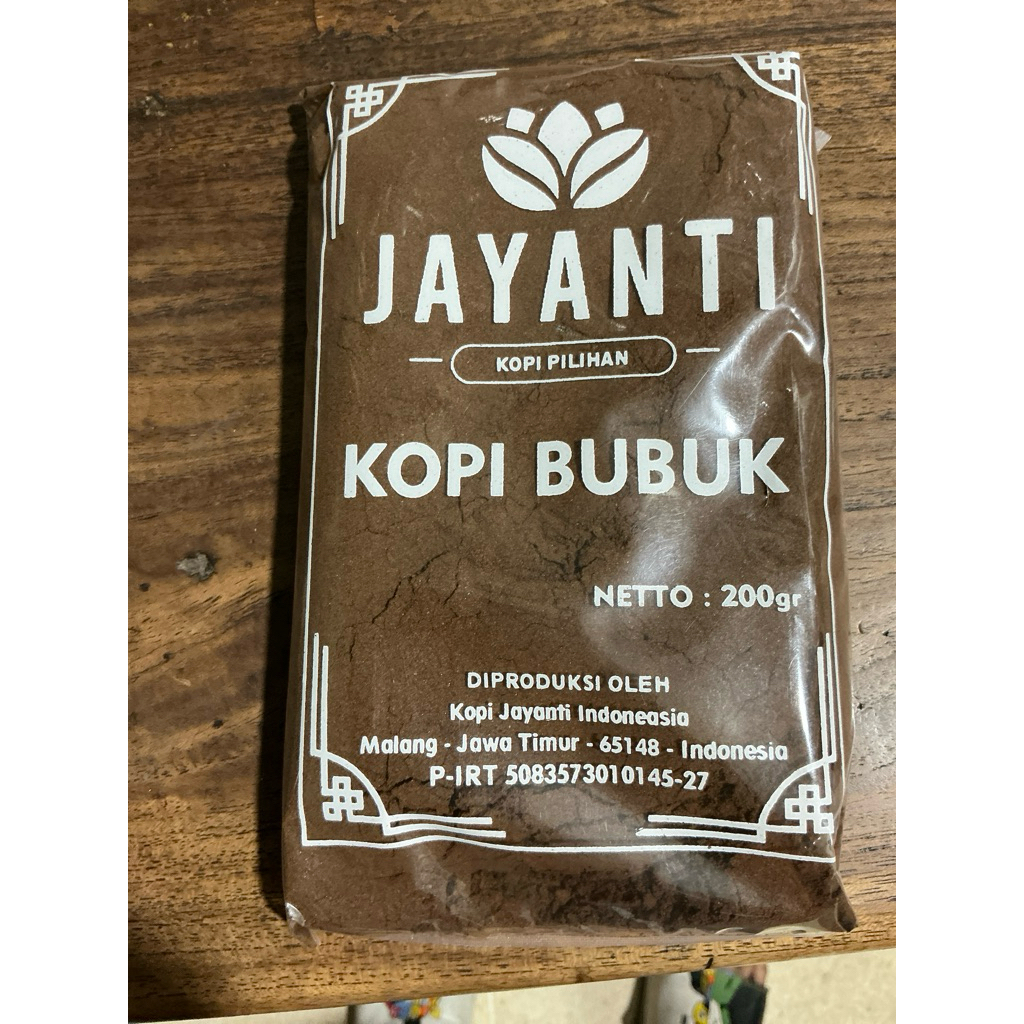 JAYANTI
KOPI PILIHAN
KOPI BUBUK
NETTO : 200gr
DIPRODUKSI OLEH
Kopi Jayanti Indoneasia
Malang - Jawa Timur - 65148 - Indonesia
P-IRT 5083573010145-27